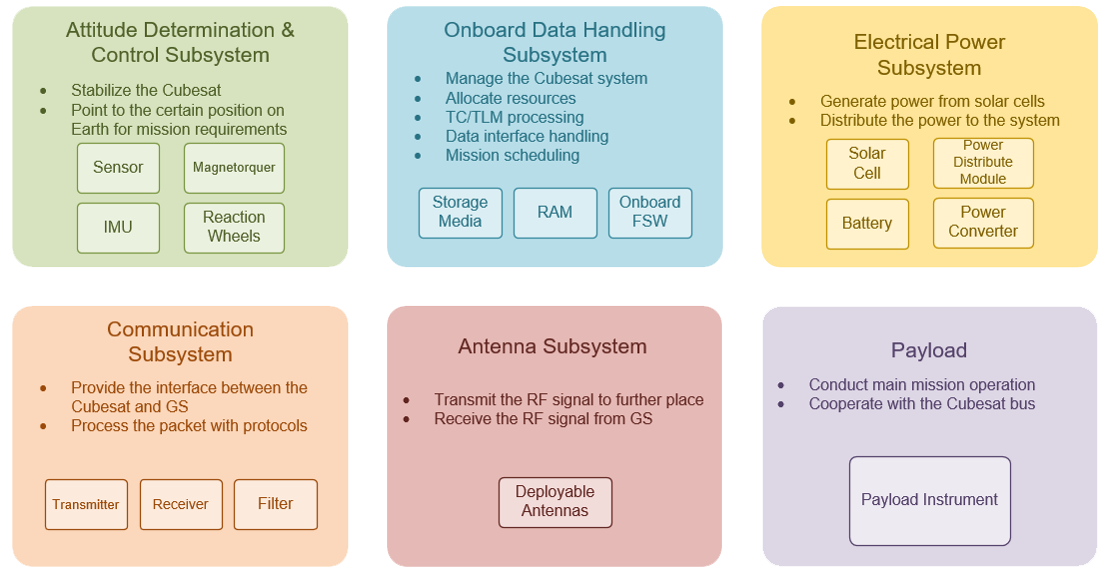 Attitude Determination &
Control Subsystem
• Stabilize the Cubesat
• Point to the certain position on
Earth for mission requirements
Sensor
Magnetorquer
IMU
Reaction
Wheels
Onboard Data Handling
Subsystem
• Manage the Cubesat system
• Allocate resources
• TC/TLM processing
• Data interface handling
• Mission scheduling
Storage
Media
RAM
Onboard
FSW
Electrical Power
Subsystem
• Generate power from solar cells
• Distribute the power to the system
Solar
Cell
Power
Distribute
Module
Battery
Power
Converter
Communication
Subsystem
• Provide the interface between the
Cubesat and GS
• Process the packet with protocols
Transmitter
Receiver
Filter
Antenna Subsystem
• Transmit the RF signal to further place
• Receive the RF signal from GS
Deployable
Antennas
Payload
• Conduct main mission operation
• Cooperate with the Cubesat bus
Payload Instrument